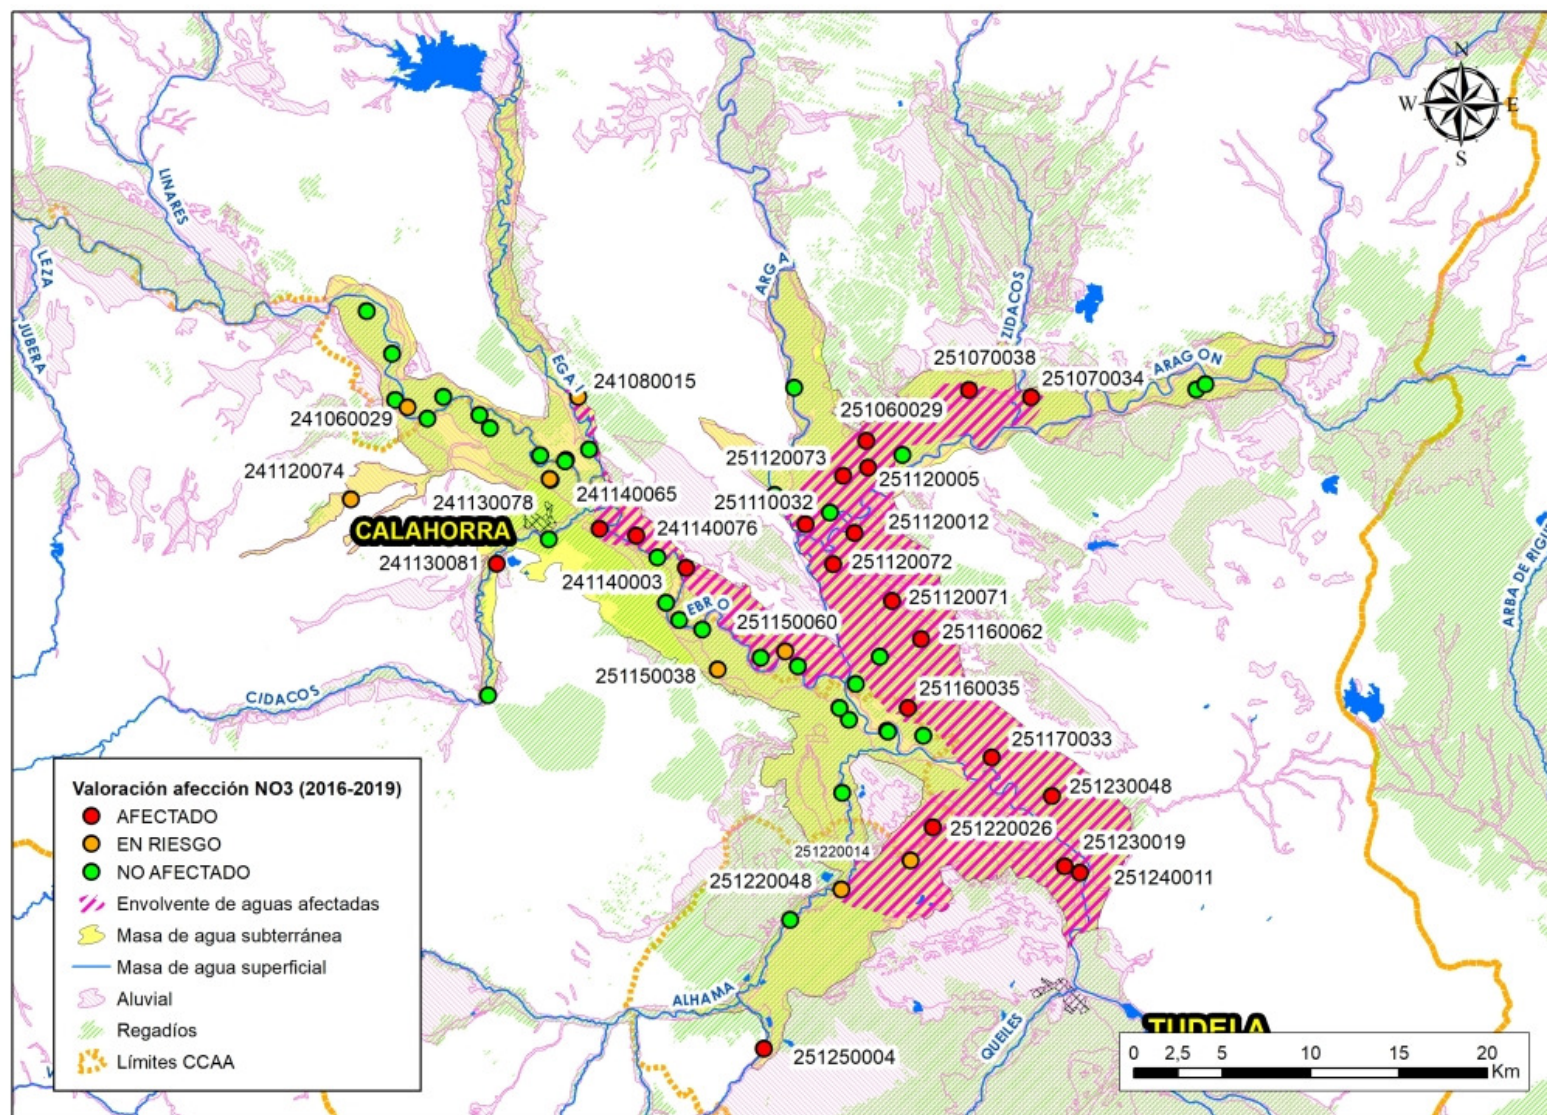 N
W E
S
LINARES
LEZA
JUBERA
ARGA
ZIDACOS
ARAGON
EGA I
241080015
251070038
251070034
241060029
251060029
241120074
251120073
251120005
241130078
241140065
251110032
CALAHORRA
241140076
251120012
241130081
251120072
241140003
251120071
EBRO
251150060
251160062
ARBA DE RIGUE
251150038
CIDACOS
251160035
251170033
251230048
251220026
251220014
251230019
251220048
251240011
ALHAMA
QUEILES
TUDELA
251250004
Valoración afección NO3 (2016-2019)
AFECTADO
EN RIESGO
NO AFECTADO
Envolvente de aguas afectadas
Masa de agua subterránea
Masa de agua superficial
Aluvial
Regadíos
Límites CCAA
0 2,5 5 10 15 20
Km